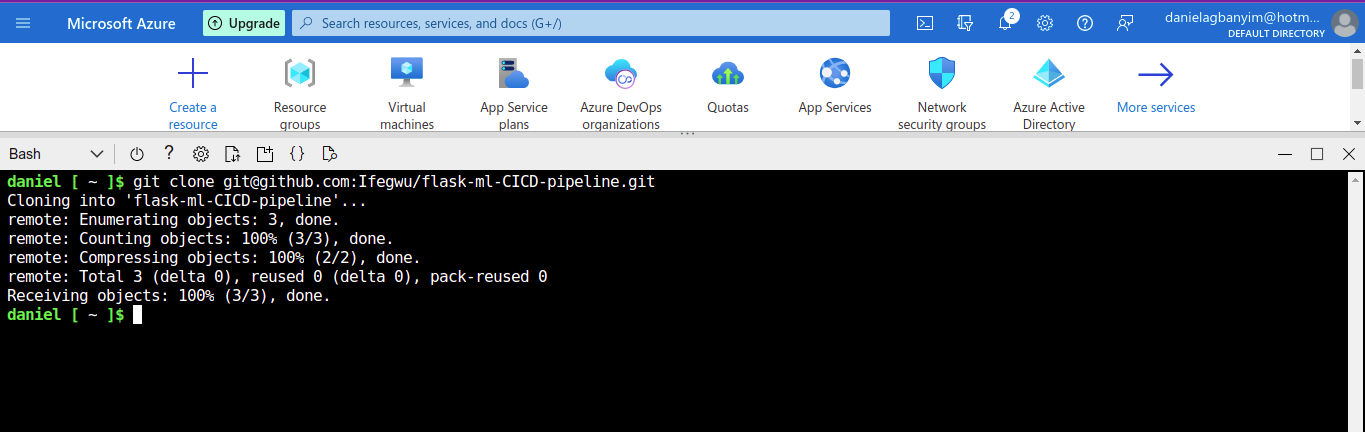 Microsoft Azure Upgrade Search resources, services, and docs (G+/) 2 danielagbanyim@hotm...
DEFAULT DIRECTORY
Create a resource
Resource groups
Virtual machines
App Service plans
Azure DevOps organizations
Quotas
App Services
Network security groups
Azure Active Directory
More services
Bash
daniel [ ~ ]$ git clone git@github.com:Ifegwu/flask-ml-CICD-pipeline.git
Cloning into 'flask-ml-CICD-pipeline'...
remote: Enumerating objects: 3, done.
remote: Counting objects: 100% (3/3), done.
remote: Compressing objects: 100% (2/2), done.
remote: Total 3 (delta 0), reused 0 (delta 0), pack-reused 0
Receiving objects: 100% (3/3), done.
daniel [ ~ ]$